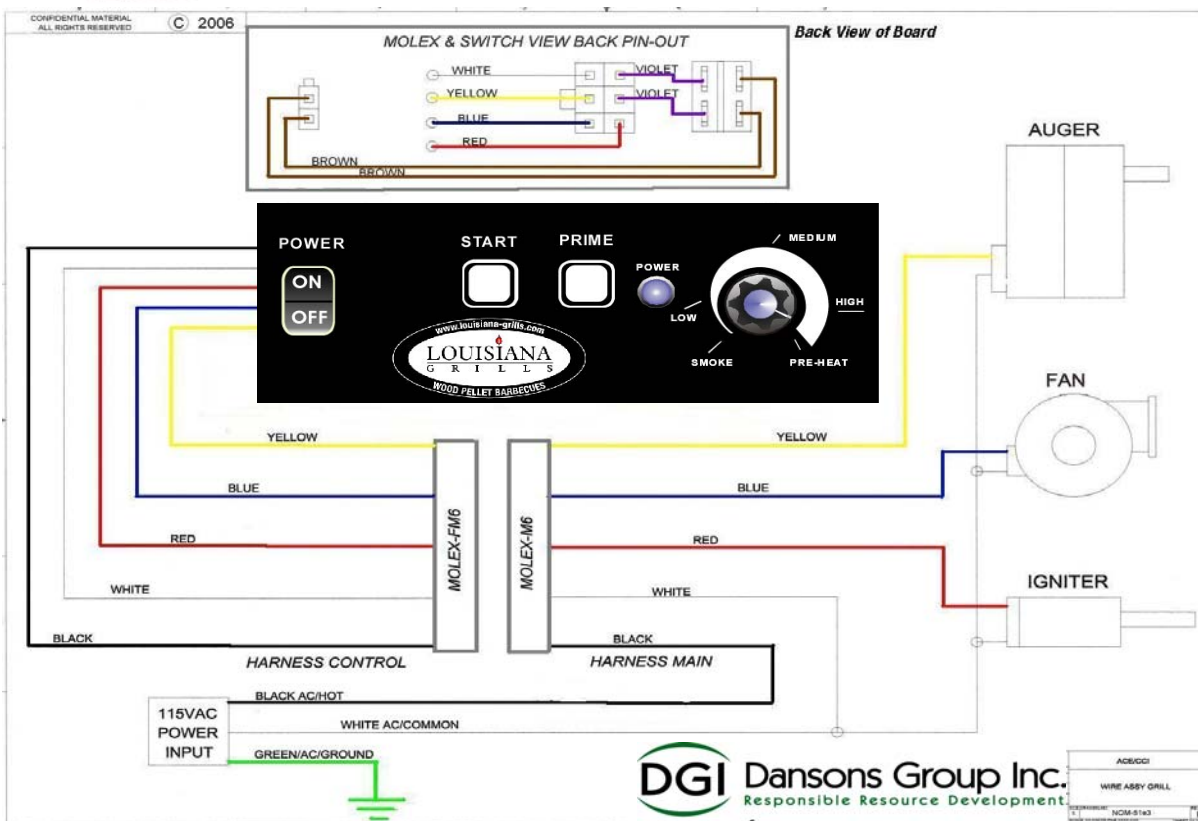 CONFIDENTIAL MATERIAL
ALL RIGHTS RESERVED
© 2006
MOLEX & SWITCH VIEW BACK PIN-OUT
Back View of Board
WHITE
VIOLET
YELLOW
VIOLET
BLUE
RED
BROWN
BROWN
AUGER
POWER
ON
OFF
START
PRIME
POWER
MEDIUM
LOW
HIGH
SMOKE
PRE-HEAT
www.louisiana-grills.com
LOUISIANA
GRILLS
WOOD PELLET BARBECUES
FAN
YELLOW
YELLOW
BLUE
BLUE
RED
RED
MOLEX-FM6
MOLEX-M6
IGNITER
WHITE
WHITE
BLACK
BLACK
HARNESS CONTROL
HARNESS MAIN
BLACK AC/HOT
115VAC
POWER
INPUT
WHITE AC/COMMON
GREEN/AC/GROUND
DGI Dansons Group Inc.
Responsible Resource Development
ACE/CCI
WIRE ASSY GRILL
NOM-51e3